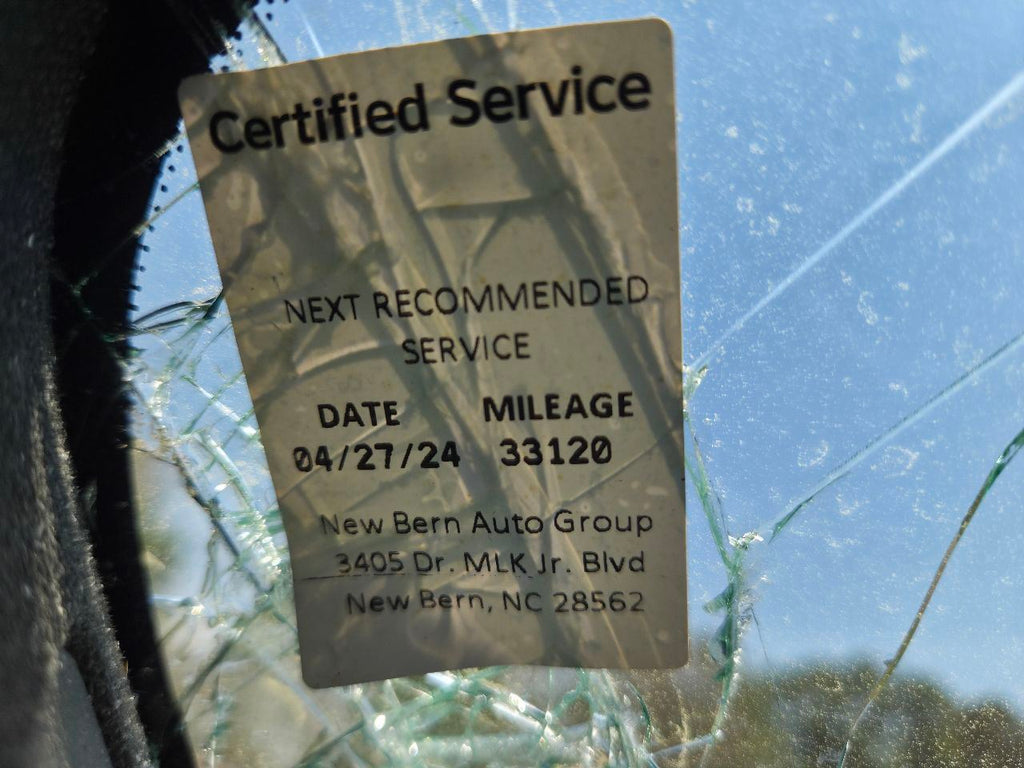 Certified Service
NEXT RECOMMENDED
SERVICE
DATE MILEAGE
04/27/24 33120
New Bern Auto Group
3405 Dr. MLK Jr. Blvd
New Bern, NC 28562